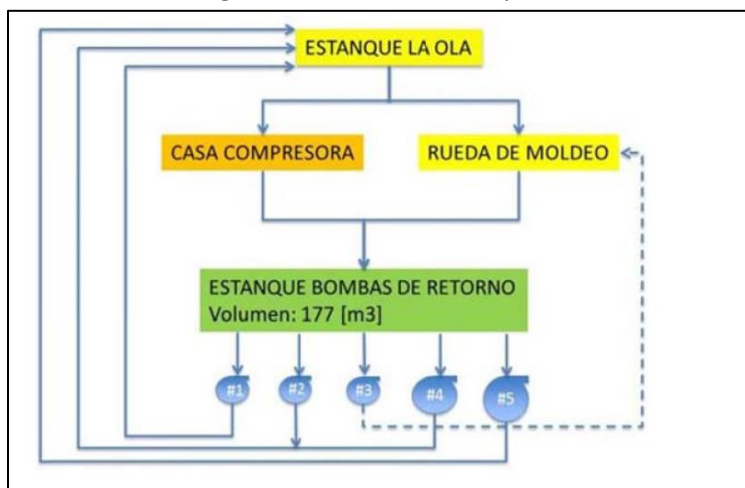 ESTANQUE LA OLA
CASA COMPRESORA
RUEDA DE MOLDEO
ESTANQUE BOMBAS DE RETORNO
Volumen: 177 [m3]
#1
#2
#3
#4
#5